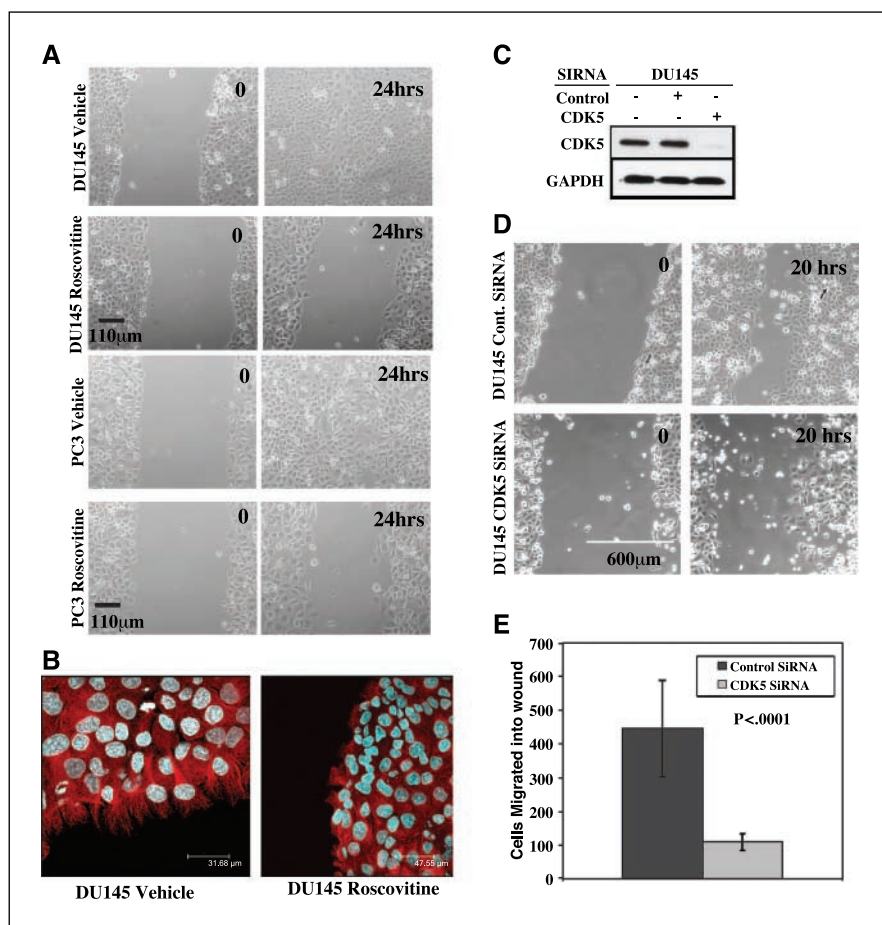 A
DU145 Vehicle
0
24hrs
DU145 Roscovitine
0
24hrs
110µm
PC3 Vehicle
0
24hrs
PC3 Roscovitine
0
24hrs
110µm
B
31.68 µm
47.55 µm
DU145 Vehicle
DU145 Roscovitine
C
SIRNA DU145
Control - + -
CDK5 - - +
CDK5
GAPDH
D
DU145 Cont. SiRNA
0
20 hrs
DU145 CDK5 SiRNA
0
20 hrs
600µm
E
Cells Migrated into wound
700
600
500
400
300
200
100
0
Control SiRNA
CDK5 SiRNA
P<.0001